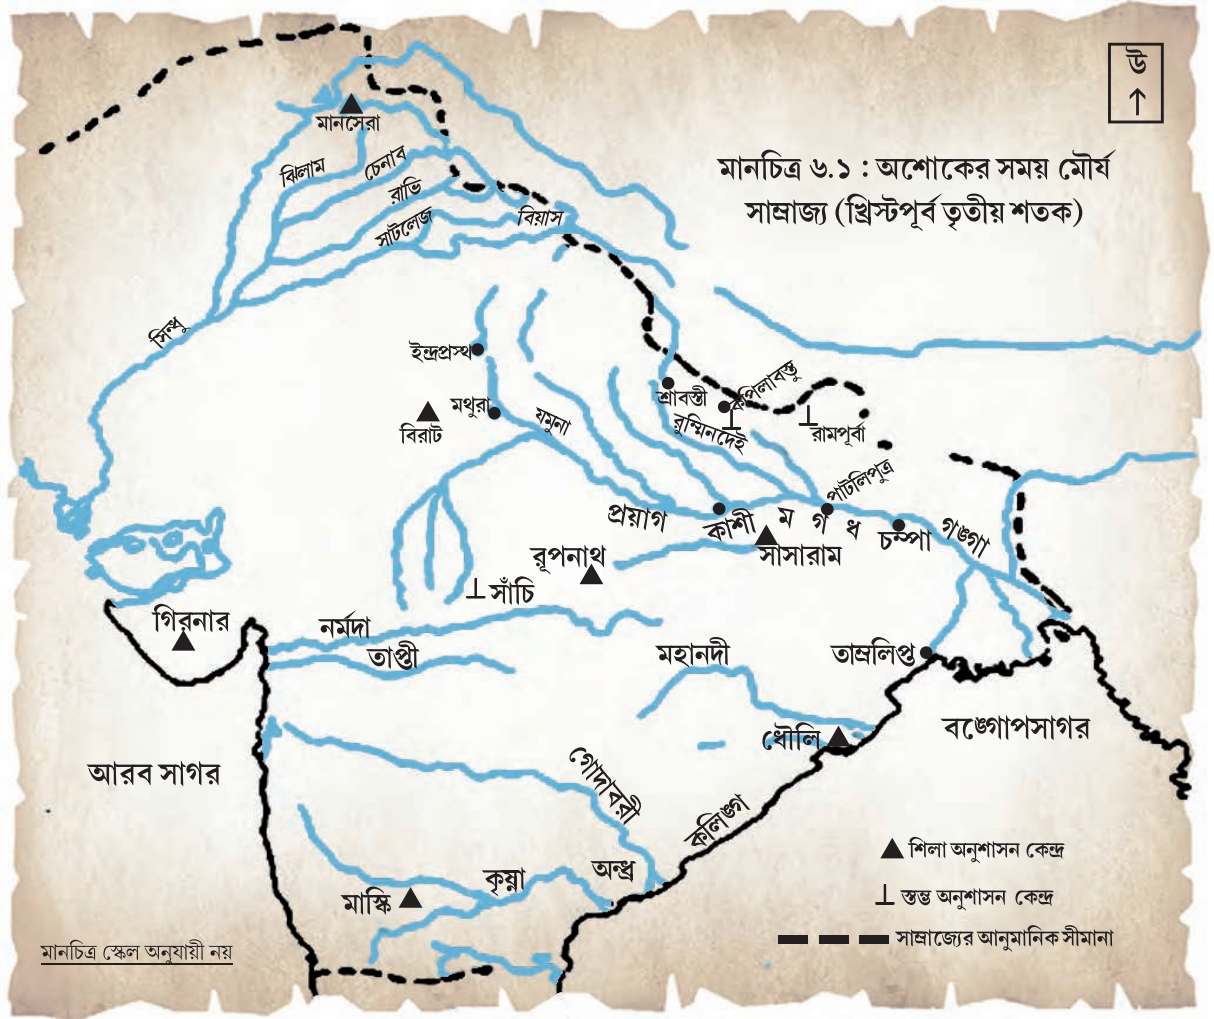 উ
মানচিত্র ৬.১ : অশোকের সময় মৌর্য
সাম্রাজ্য (খ্রিস্টপূর্ব তৃতীয় শতক)
মানসেরা
ঝিলাম
চেনাব
রাভি
সাটলেজ
বিয়াস
সিন্ধু
ইন্দ্রপ্রস্থ
মথুরা
বিরাট
যমুনা
শ্রাবস্তী
কপিলাবস্তু
রুম্মিনদেই
রামপূর্বা
পাটলিপুত্র
প্রয়াগ
কাশী
ম গ ধ
চম্পা
গঙ্গা
সাসারাম
রূপনাথ
সাঁচি
গিরনার
নর্মদা
তাপ্তী
মহানদী
তাম্রলিপ্ত
ধৌলি
বঙ্গোপসাগর
আরব সাগর
গোদাবরী
কলিঙ্গ
অন্ধ্র
কৃষ্ণা
মাস্কি
শিলা অনুশাসন কেন্দ্র
স্তম্ভ অনুশাসন কেন্দ্র
সাম্রাজ্যের আনুমানিক সীমানা
মানচিত্র স্কেল অনুযায়ী নয়